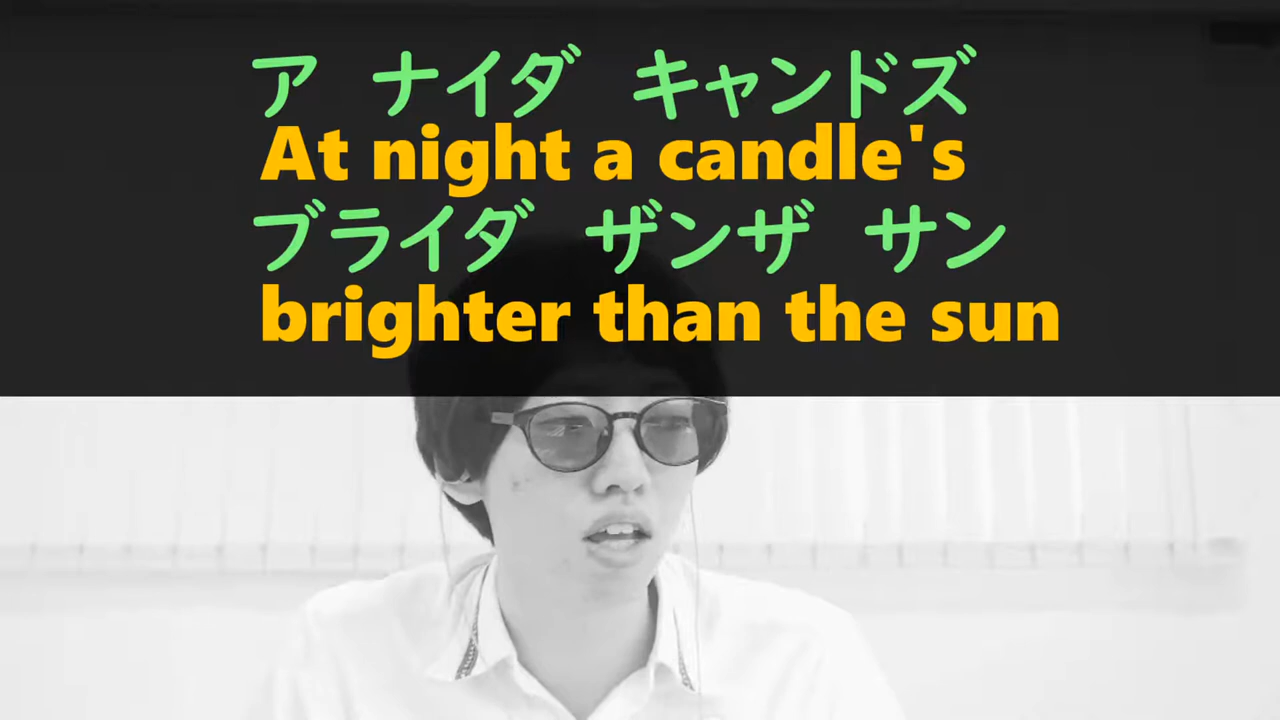 ア ナイダ キャンドズ
At night a candle's
ブライダ ザンザ サン
brighter than the sun